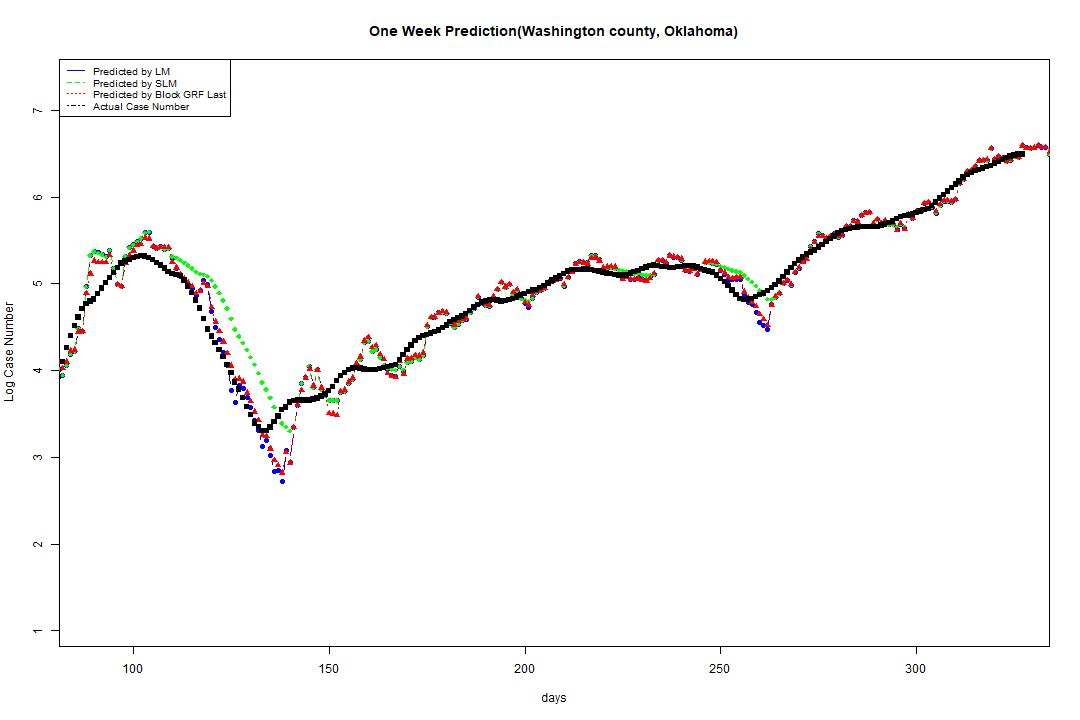 One Week Prediction(Washington county, Oklahoma)
Predicted by LM
Predicted by SLM
Predicted by Block GRF Last
Actual Case Number
7
6
5
4
3
2
1
Log Case Number
100 150 200 250 300
days